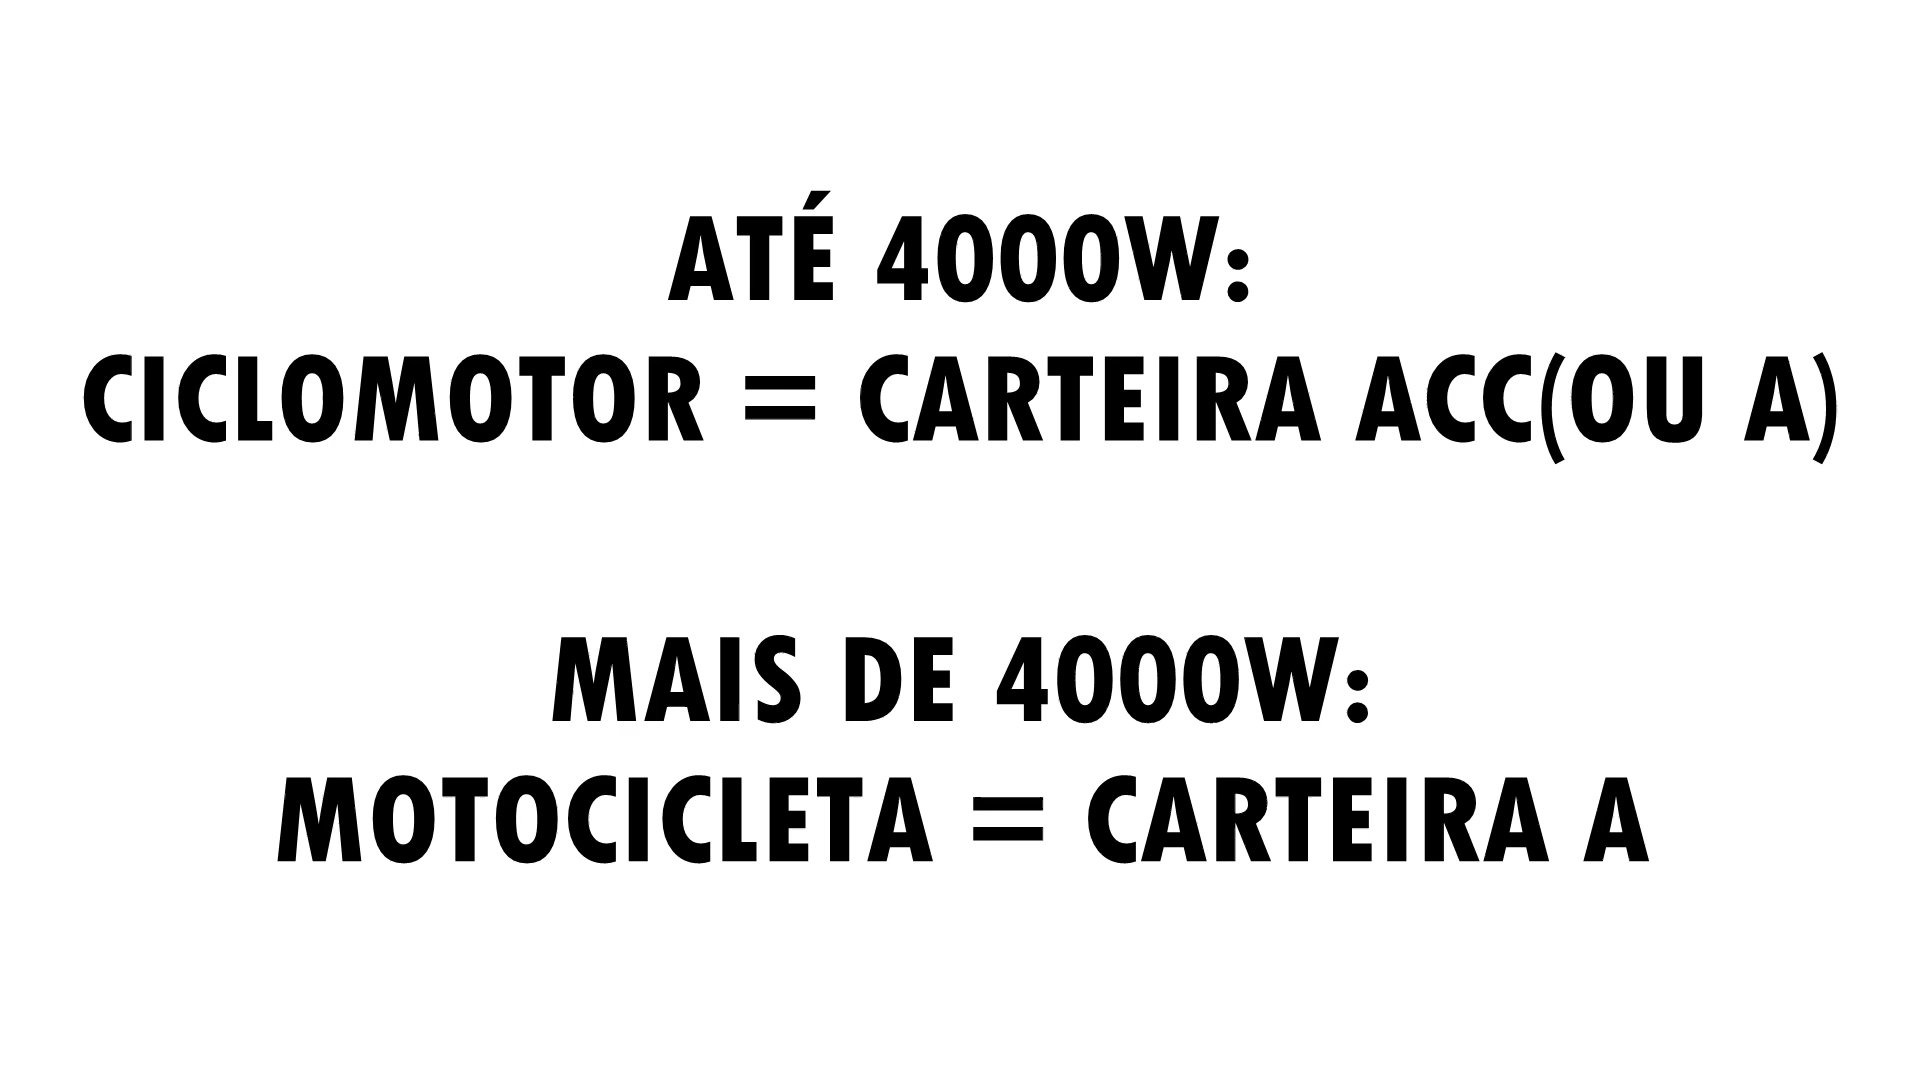 ATÉ 4000W:
CICLOMOTOR = CARTEIRA ACC(OU A)
MAIS DE 4000W:
MOTOCICLETA = CARTEIRA A